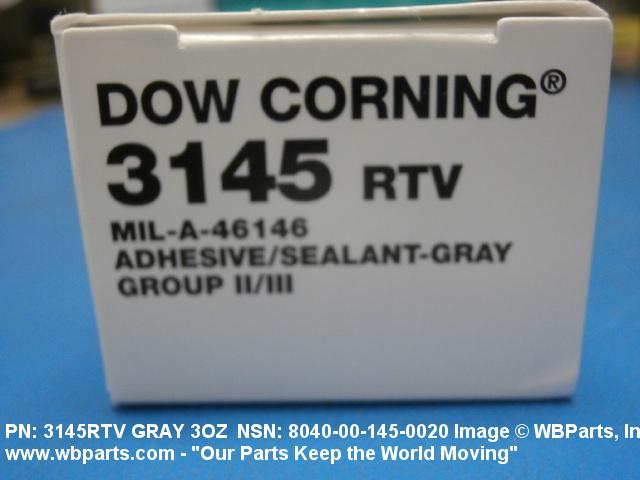 DOW CORNING®
3145 RTV
MIL-A-46146
ADHESIVE/SEALANT-GRAY
GROUP II/III
PN: 3145RTV GRAY 3OZ NSN: 8040-00-145-0020 Image © WBParts, In
www.wbparts.com - "Our Parts Keep the World Moving"